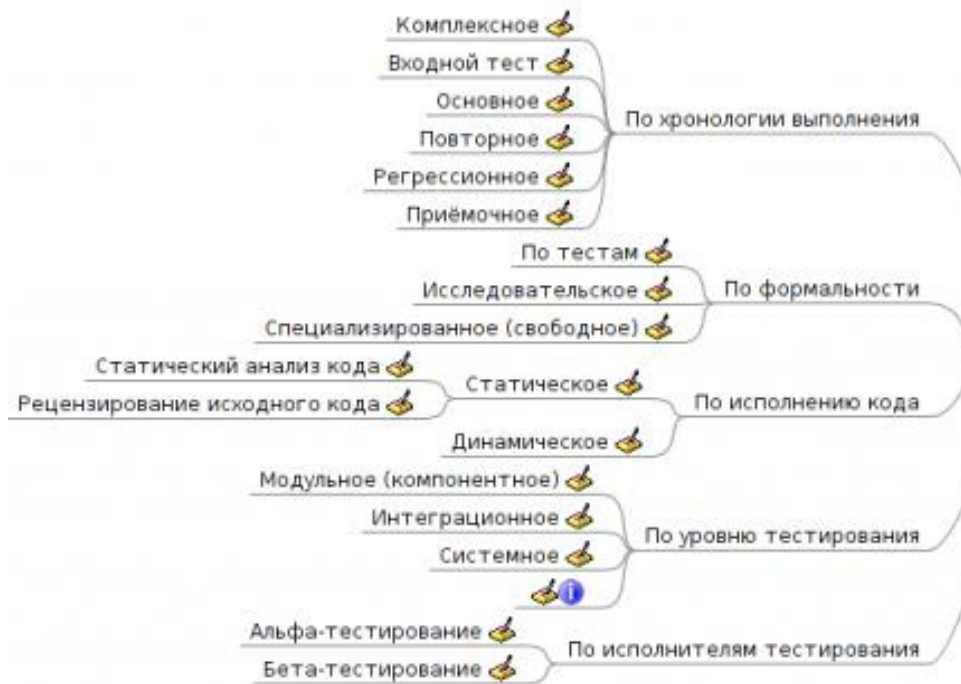 Комплексное
Входной тест
Основное
По хронологии выполнения
Повторное
Регрессионное
Приёмочное
По тестам
Исследовательское
По формальности
Специализированное (свободное)
Статический анализ кода
Статическое
Рецензирование исходного кода
По исполнению кода
Динамическое
Модульное (компонентное)
Интеграционное
По уровню тестирования
Системное
i
Альфа-тестирование
По исполнителям тестирования
Бета-тестирование